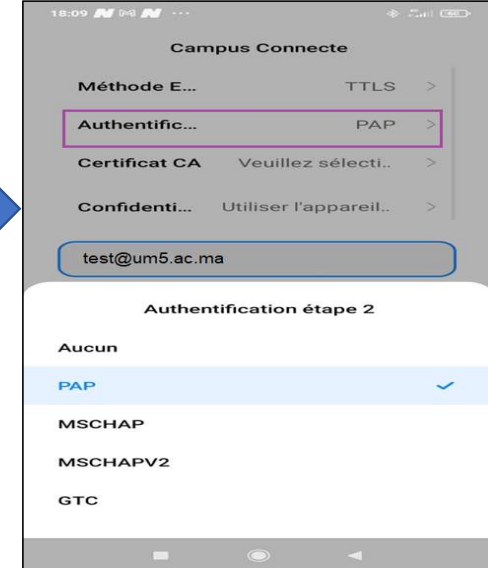 18:09
Campus Connecte
Méthode E... TTLS >
Authentific... PAP >
Certificat CA Veuillez sélecti.. >
Confidenti... Utiliser l'appareil.. >
test@um5.ac.ma
Authentification étape 2
Aucun
PAP
MSCHAP
MSCHAPV2
GTC